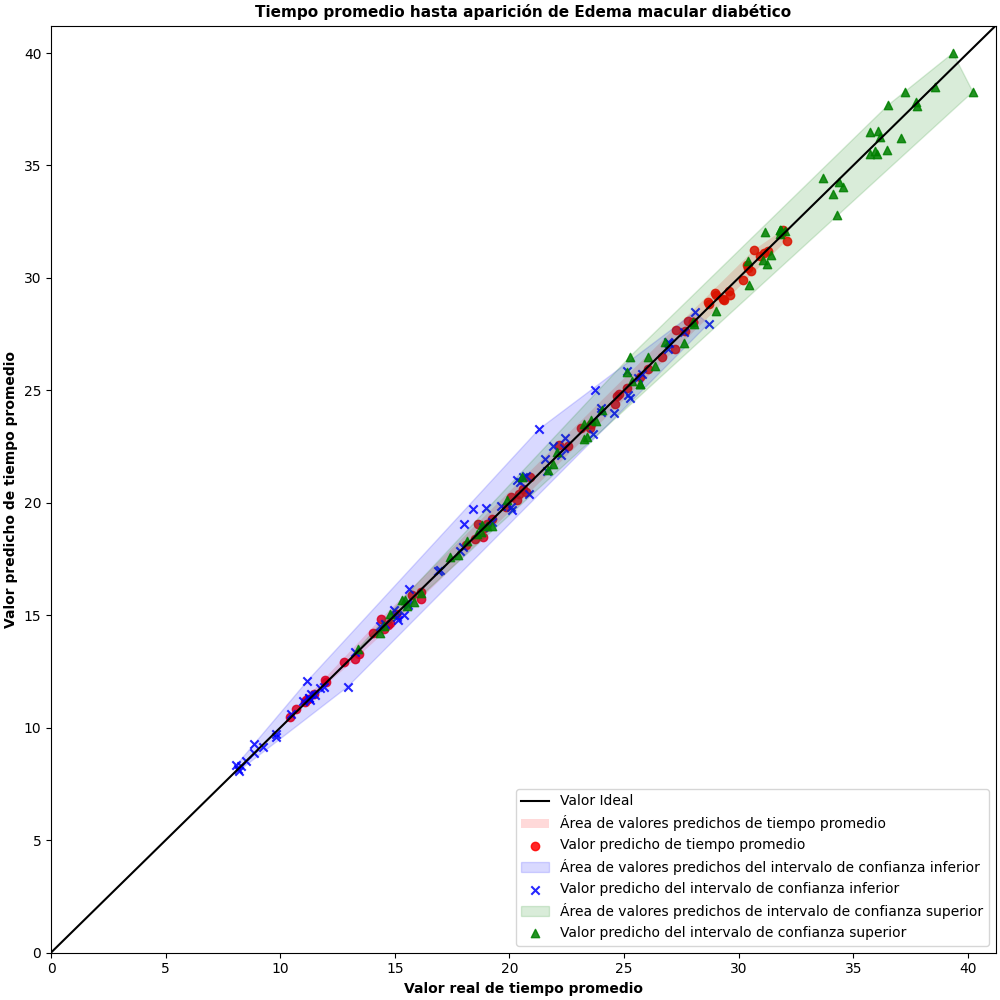 Tiempo promedio hasta aparición de Edema macular diabético
Valor predicho de tiempo promedio
40
35
30
25
20
15
10
5
0
0 5 10 15 20 25 30 35 40
Valor real de tiempo promedio
Valor Ideal
Área de valores predichos de tiempo promedio
Valor predicho de tiempo promedio
Área de valores predichos del intervalo de confianza inferior
Valor predicho del intervalo de confianza inferior
Área de valores predichos de intervalo de confianza superior
Valor predicho del intervalo de confianza superior